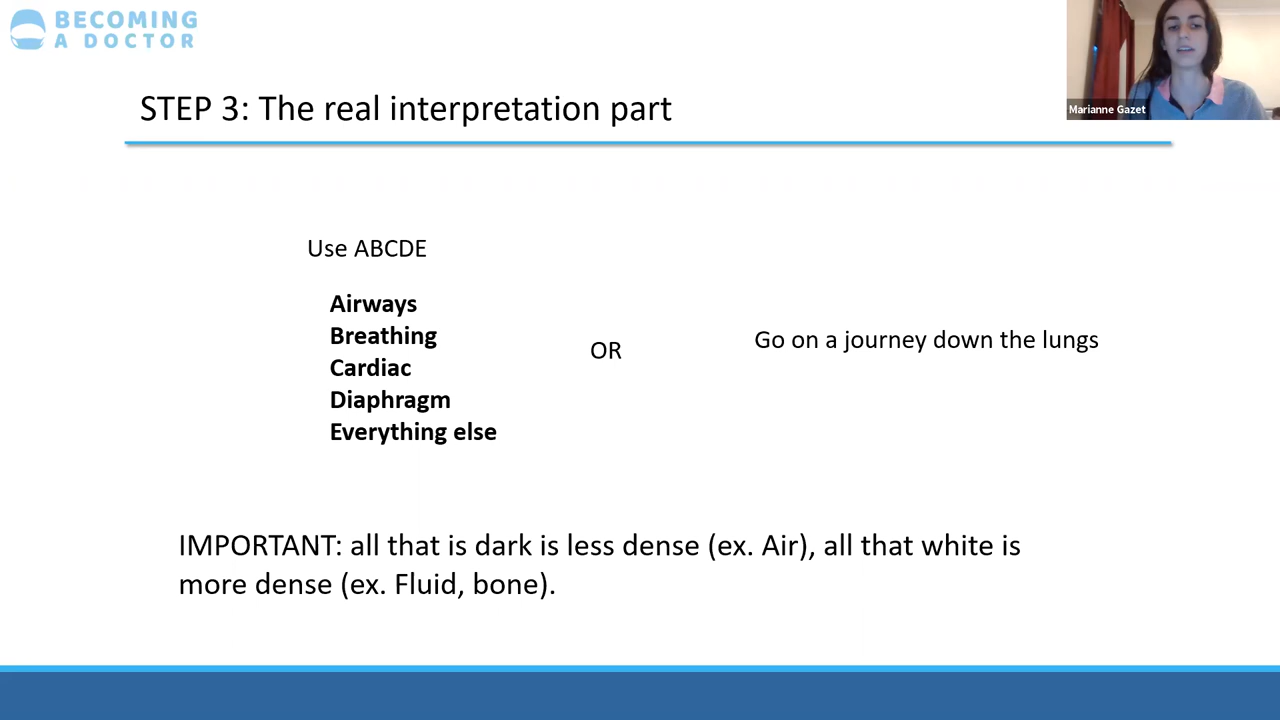 BECOMING
A DOCTOR
Marianne Gazet
STEP 3: The real interpretation part
Use ABCDE
Airways
Breathing
Cardiac
Diaphragm
Everything else
OR
Go on a journey down the lungs
IMPORTANT: all that is dark is less dense (ex. Air), all that white is
more dense (ex. Fluid, bone).